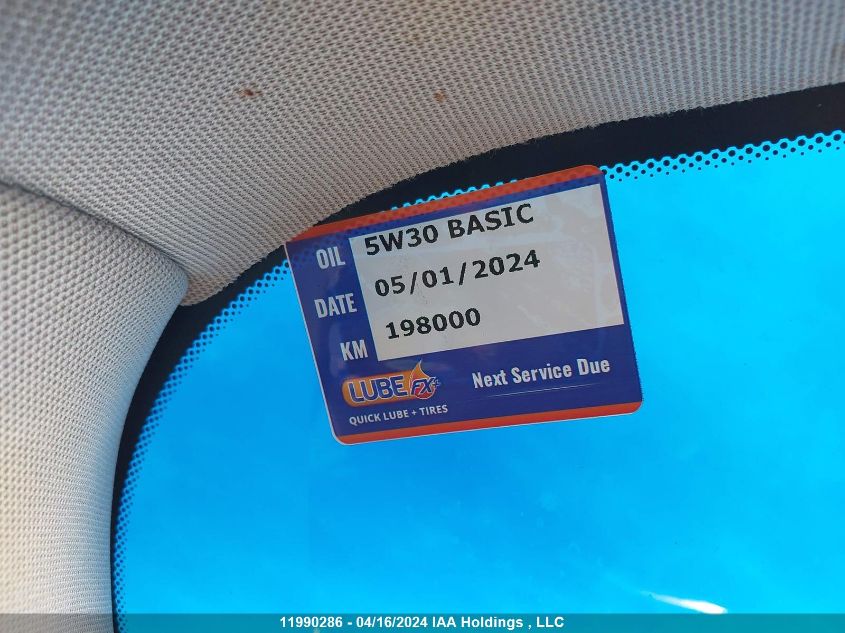 OIL 5W30 BASIC
DATE 05/01/2024
KM 198000
LUBE FX+ Next Service Due
QUICK LUBE + TIRES
11990286 - 04/16/2024 IAA Holdings , LLC